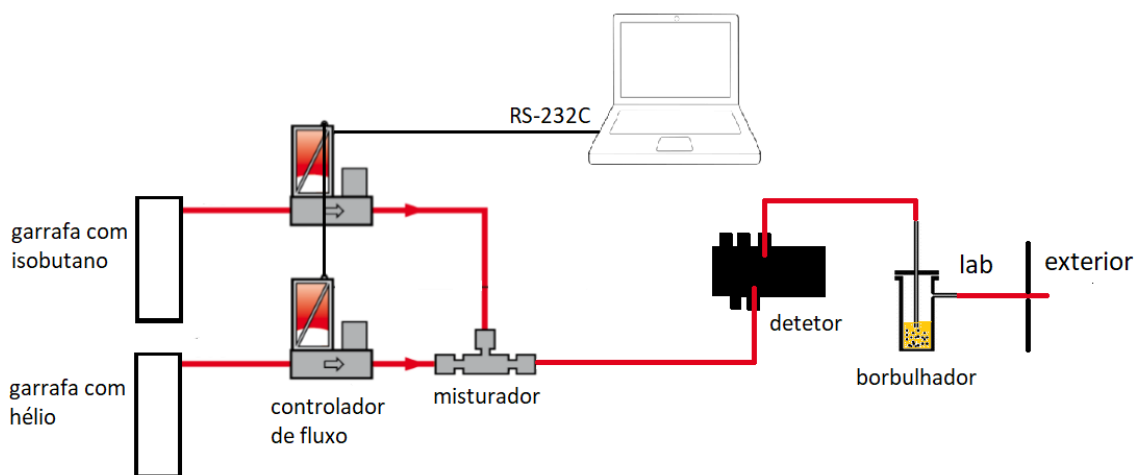 RS-232C
garrafa com
isobutano
lab
exterior
detetor
garrafa com
hélio
controlador
de fluxo
misturador
borbulhador